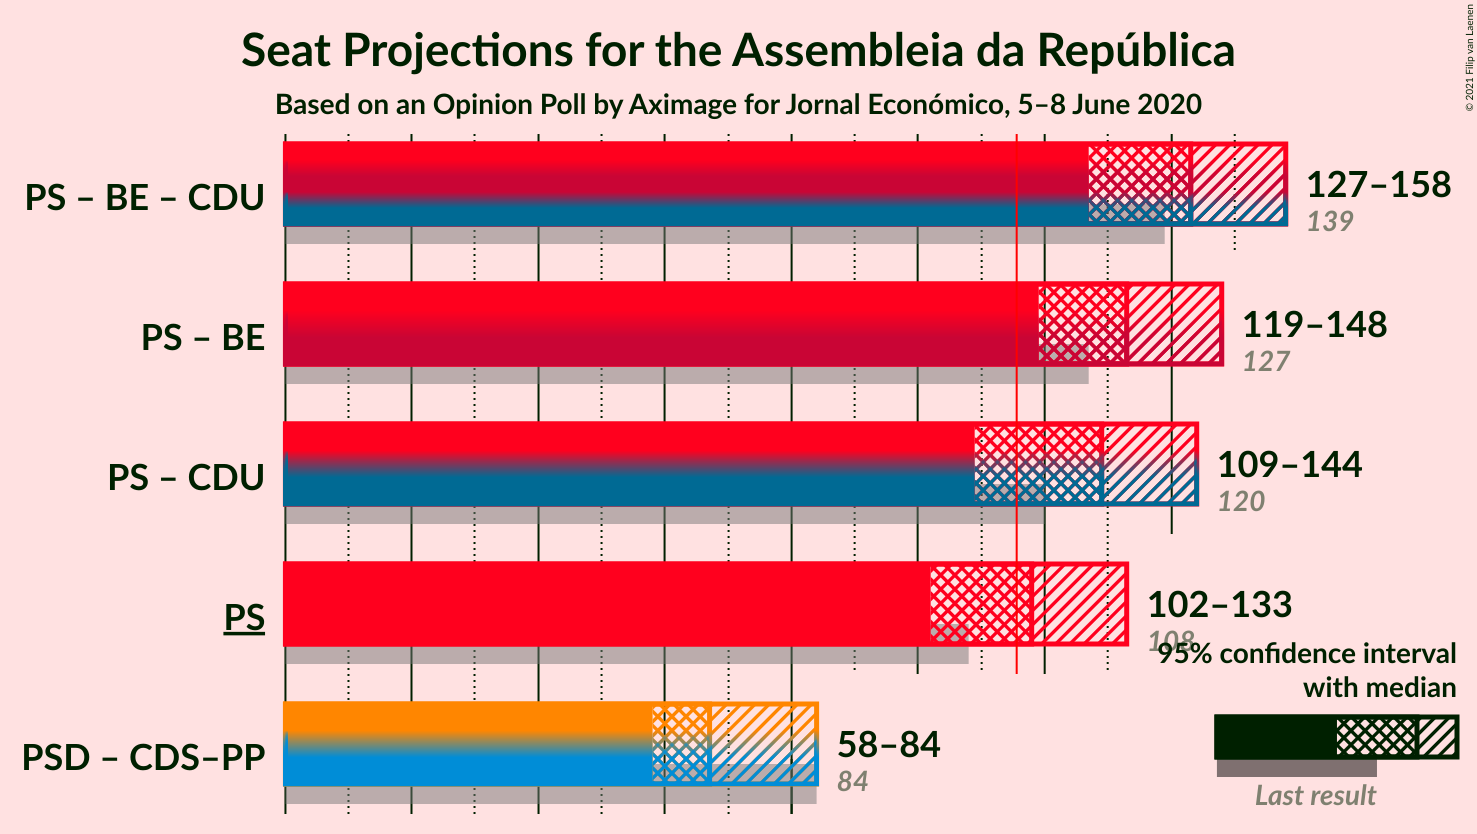 Seat Projections for the Assembleia da República
Based on an Opinion Poll by Aximage for Jornal Económico, 5–8 June 2020
© 2021 Filip van Laenen
PS – BE – CDU
127–158
139
PS – BE
119–148
127
PS – CDU
109–144
120
PS
102–133
108
95% confidence interval
with median
Last result
PSD – CDS–PP
58–84
84